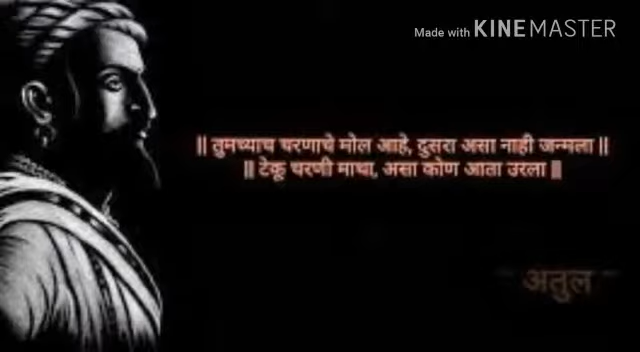 Made with KINEMASTER
|| तुमच्याच चरणाचे मोल आहे, दुसरा असा नाही जन्मला ||
|| टेकू चरणी माथा, असा कोण आता उरला ||
अतुल